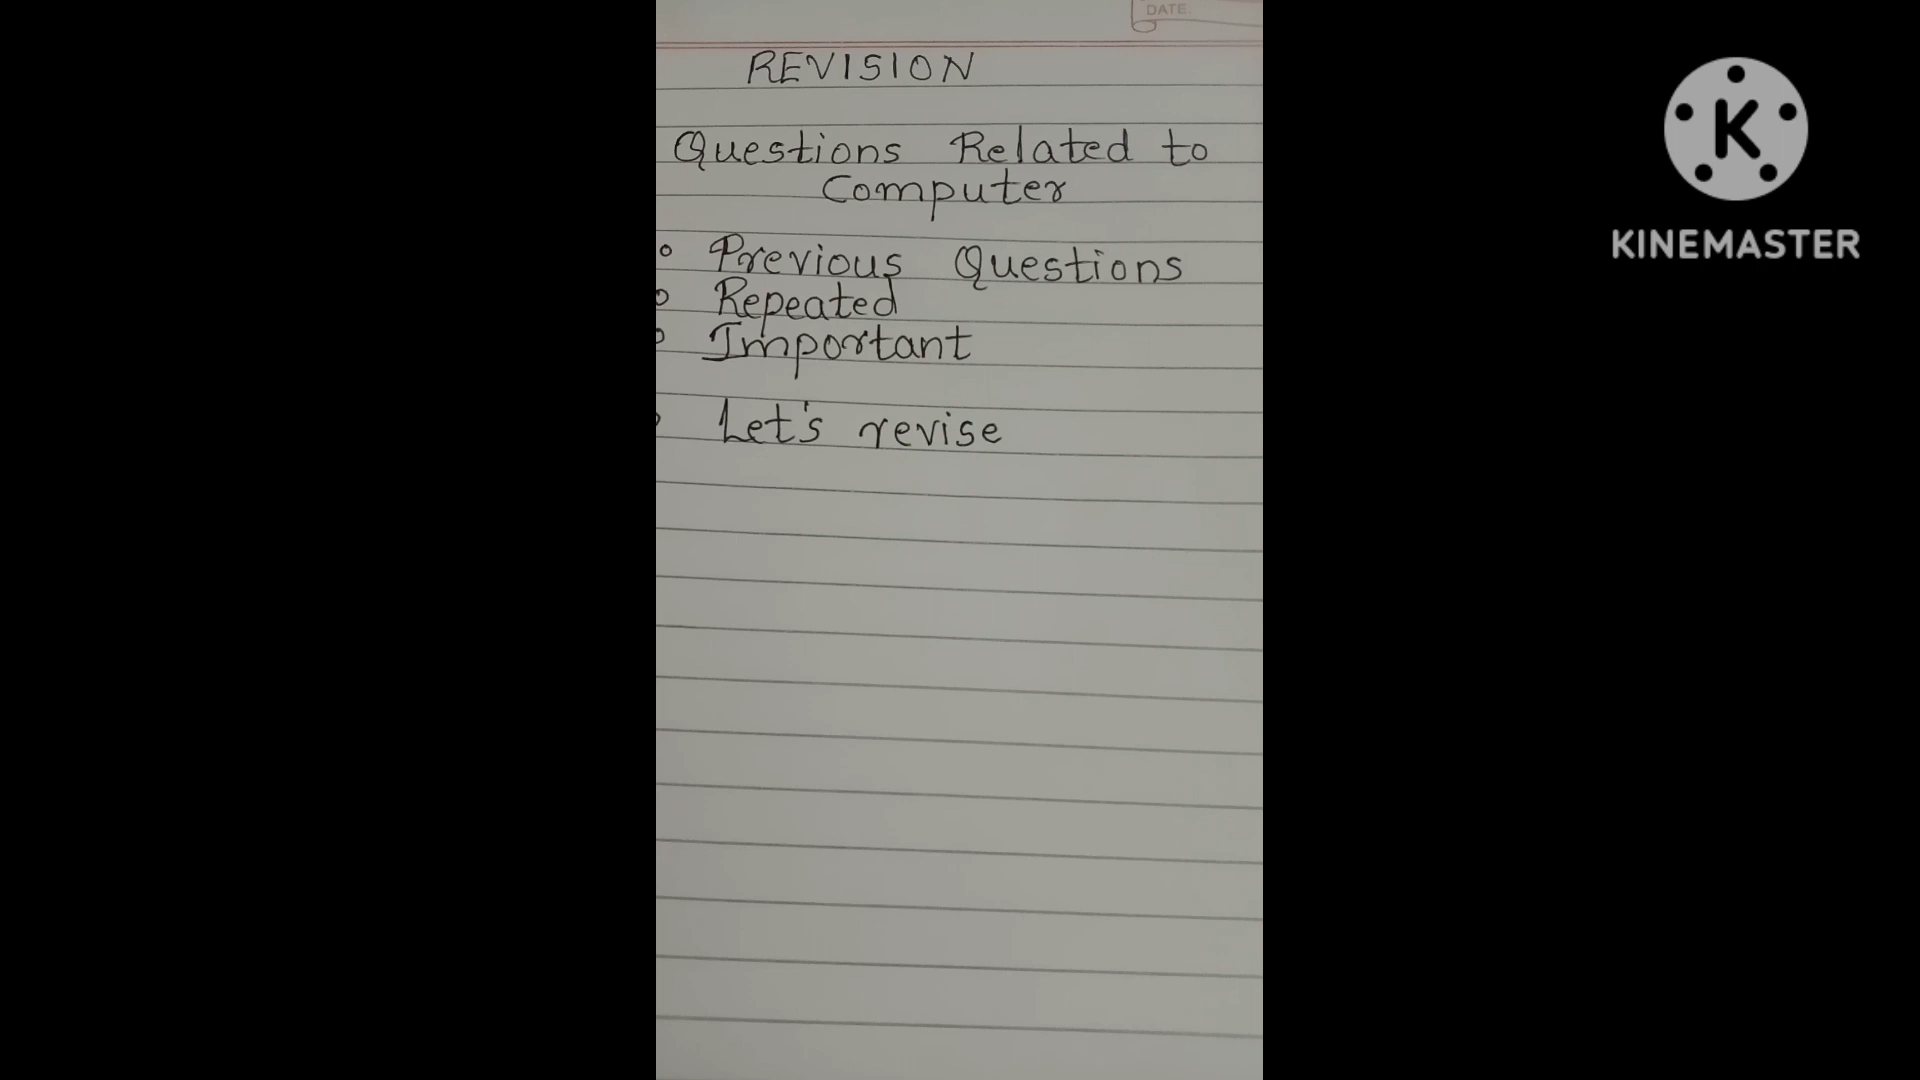 DATE:
REVISION
Questions Related to
Computer
Previous Questions
Repeated
Important
Let's revise
K
KINEMASTER